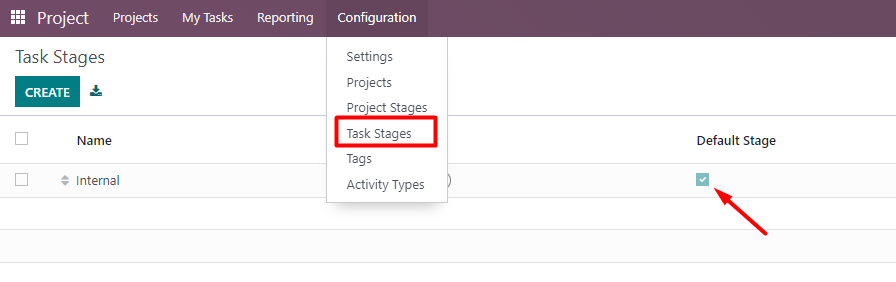 Project Projects My Tasks Reporting Configuration
Task Stages
CREATE
Settings
Projects
Project Stages
Task Stages
Tags
Activity Types
Name Default Stage
Internal )